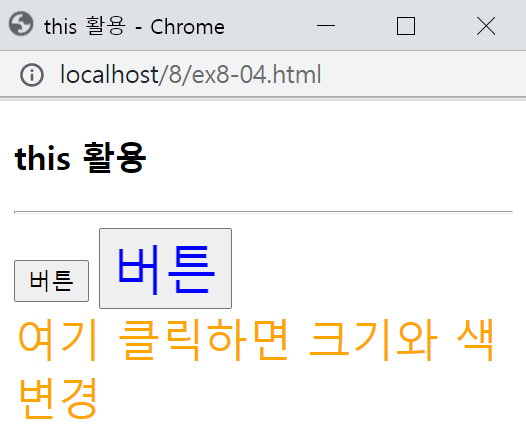 this 활용 - Chrome
localhost/8/ex8-04.html
this 활용
버튼 버튼
여기 클릭하면 크기와 색
변경